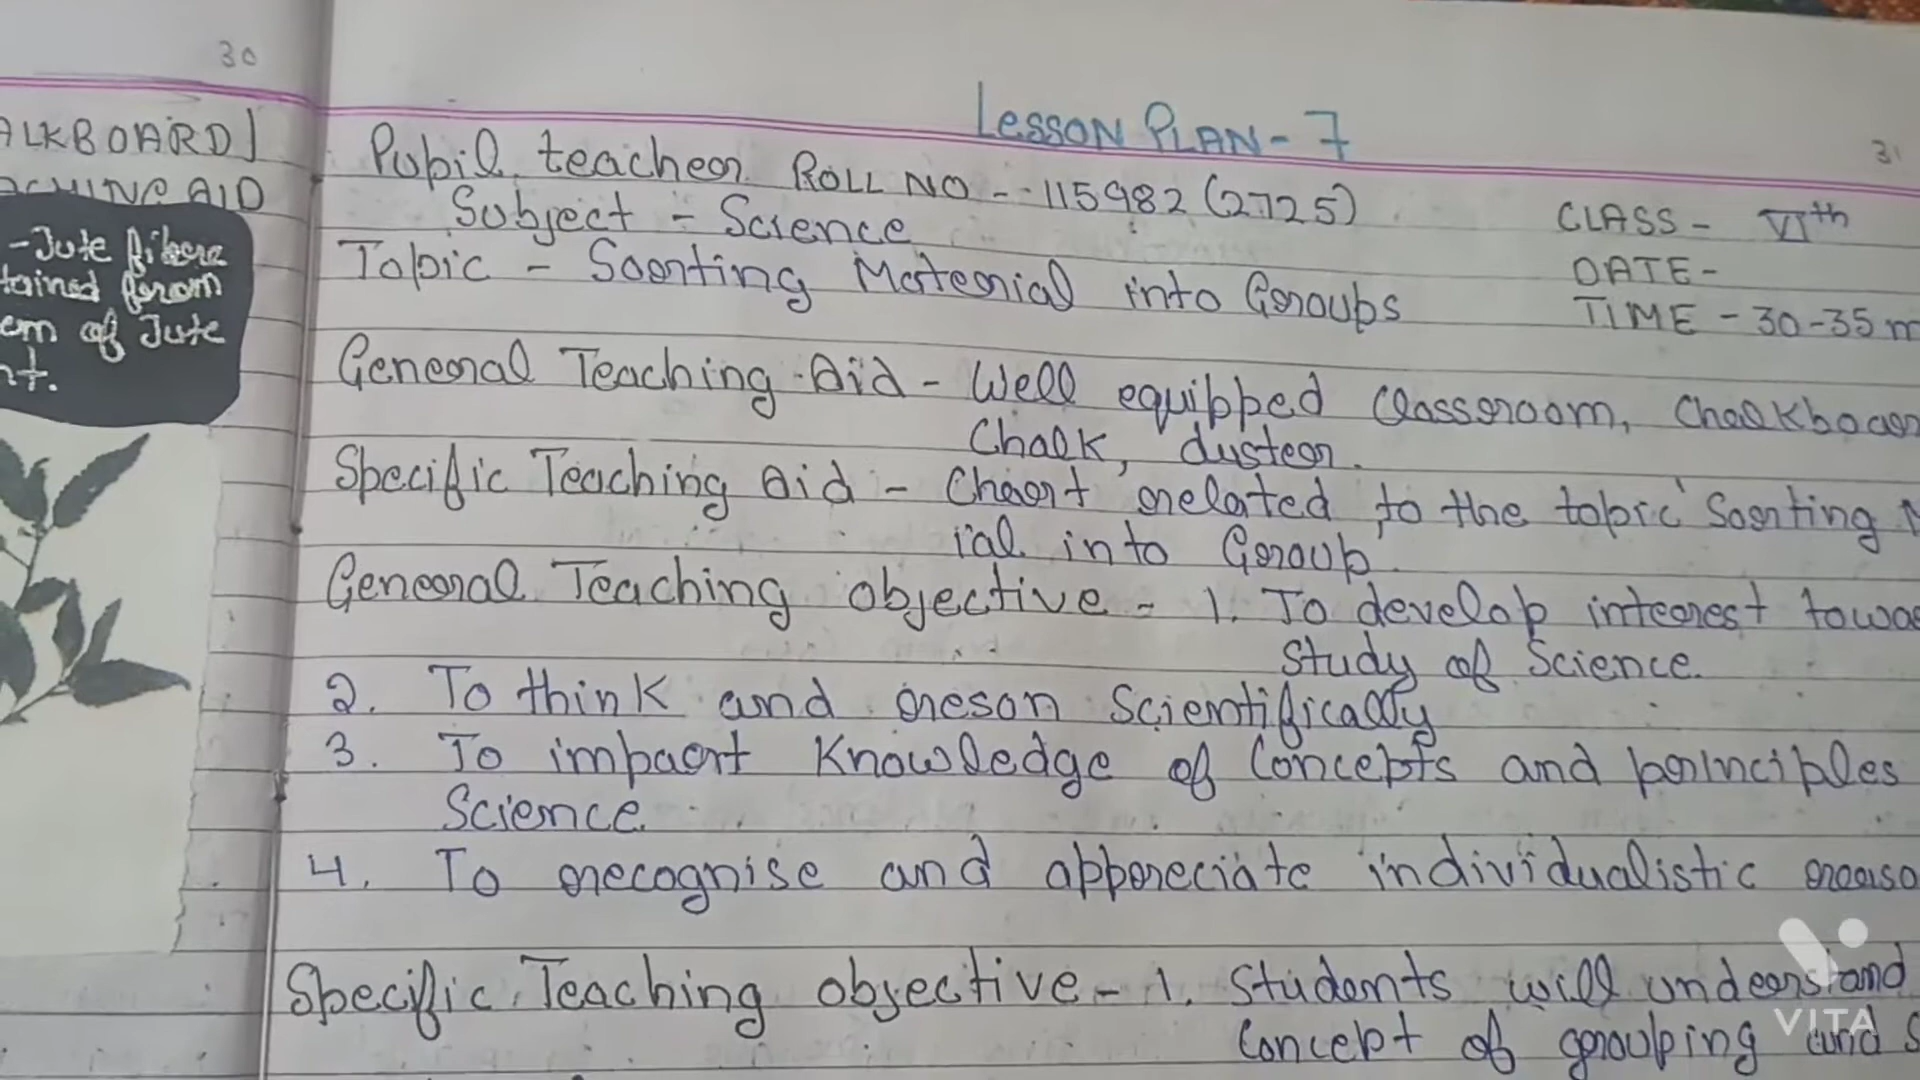 30
ALKBOARD]
ACHING AID
-Jute fibere
tained from
em of Jute
nt.
Lesson PLAN-7
31
Pupil teacher ROLL NO--115982 (2725)
Subject - Science
CLASS - VIth
Topic - Sorting Material into Groups
DATE-
TIME - 30-35 m
General Teaching Aid - Well equipped Classroom, Chalkboar
Chalk, duster.
Specific Teaching Aid - Chart related to the topic 'Sorting M
ial into Group'
General Teaching objective - 1. To develop interest towa
Study of Science.
2. To think and reson Scientifically
3. To impart Knowledge of Concepts and principles
Science.
4. To recognise and appreciate individualistic reaso
Specific Teaching objective - 1. Students will understand
Concept of grouping and S
VITA